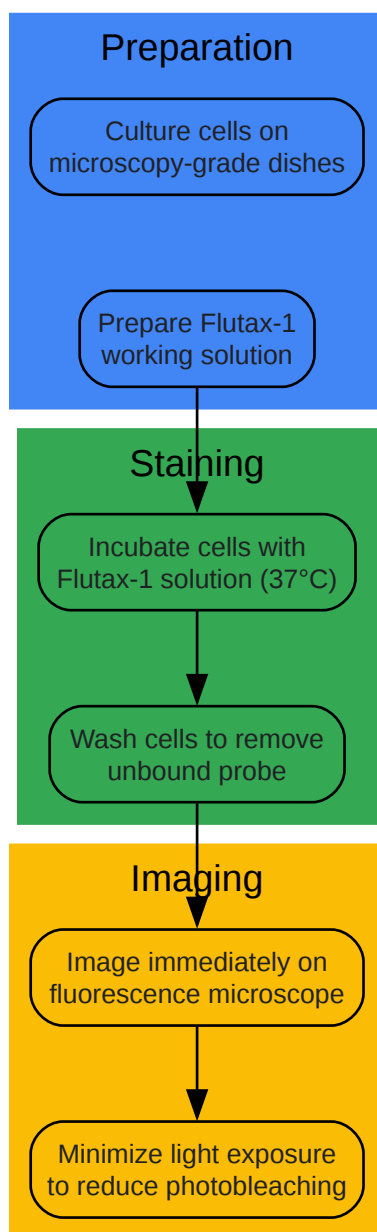 Preparation
Culture cells on
microscopy-grade dishes
Prepare Flutax-1
working solution
Staining
Incubate cells with
Flutax-1 solution (37°C)
Wash cells to remove
unbound probe
Imaging
Image immediately on
fluorescence microscope
Minimize light exposure
to reduce photobleaching